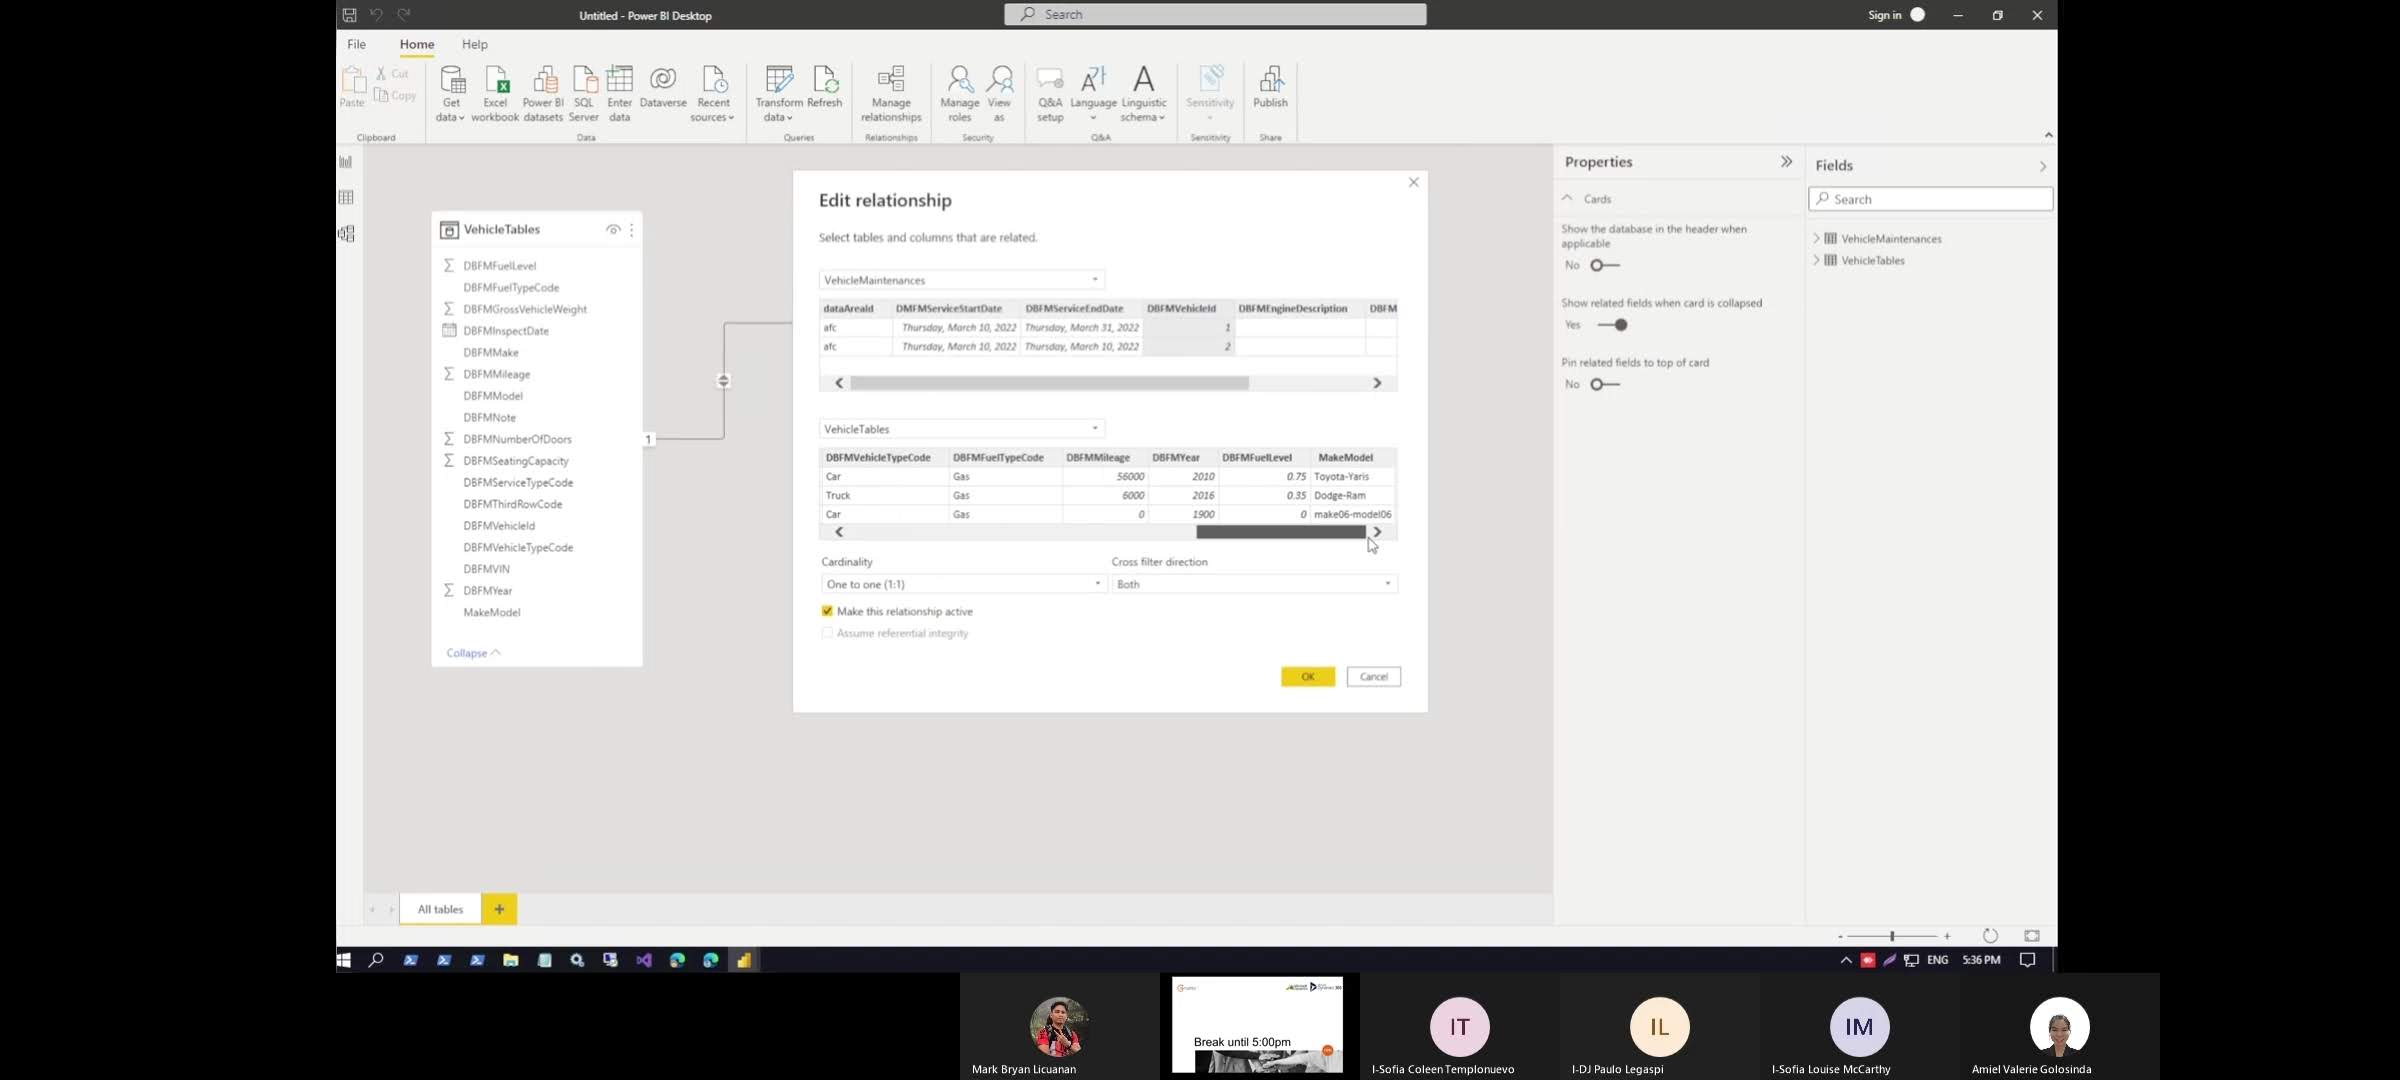 Untitled - Power BI Desktop
Search
Sign in
File
Home
Help
Paste
Cut
Copy
Clipboard
Get data
Excel workbook
Power BI datasets
SQL Server
Enter data
Dataverse
Recent sources
Data
Transform data
Refresh
Queries
Manage relationships
Relationships
Manage roles
View as
Security
Q&A setup
Language
Linguistic schema
Q&A
Sensitivity
Sensitivity
Publish
Share
VehicleTables
DBFMFuelLevel
DBFMFuelTypeCode
DBFMGrossVehicleWeight
DBFMInspectDate
DBFMMake
DBFMMileage
DBFMModel
DBFMNote
DBFMNumberOfDoors
DBFMSeatingCapacity
DBFMServiceTypeCode
DBFMThirdRowCode
DBFMVehicleId
DBFMVehicleTypeCode
DBFMVIN
DBFMYear
MakeModel
Collapse
1
Edit relationship
Select tables and columns that are related.
VehicleMaintenances
dataAreaId DMFMServiceStartDate DBFMServiceEndDate DBFMVehicleId DBFMEngineDescription DBFM
afc Thursday, March 10, 2022 Thursday, March 31, 2022 1
afc Thursday, March 10, 2022 Thursday, March 10, 2022 2
VehicleTables
DBFMVehicleTypeCode DBFMFuelTypeCode DBFMMileage DBFMYear DBFMFuelLevel MakeModel
Car Gas 56000 2010 0.75 Toyota-Yaris
Truck Gas 6000 2016 0.35 Dodge-Ram
Car Gas 0 1900 0 make06-model06
Cardinality
One to one (1:1)
Cross filter direction
Both
Make this relationship active
Assume referential integrity
OK
Cancel
Properties
Cards
Show the database in the header when
applicable
No
Show related fields when card is collapsed
Yes
Pin related fields to top of card
No
Fields
Search
VehicleMaintenances
VehicleTables
All tables
+
- +
ENG 5:36 PM
Mark Bryan Licuanan
Break until 5:00pm
IT
I-Sofia Coleen Templonuevo
IL
I-DJ Paulo Legaspi
IM
I-Sofia Louise McCarthy
Amiel Valerie Golosinda